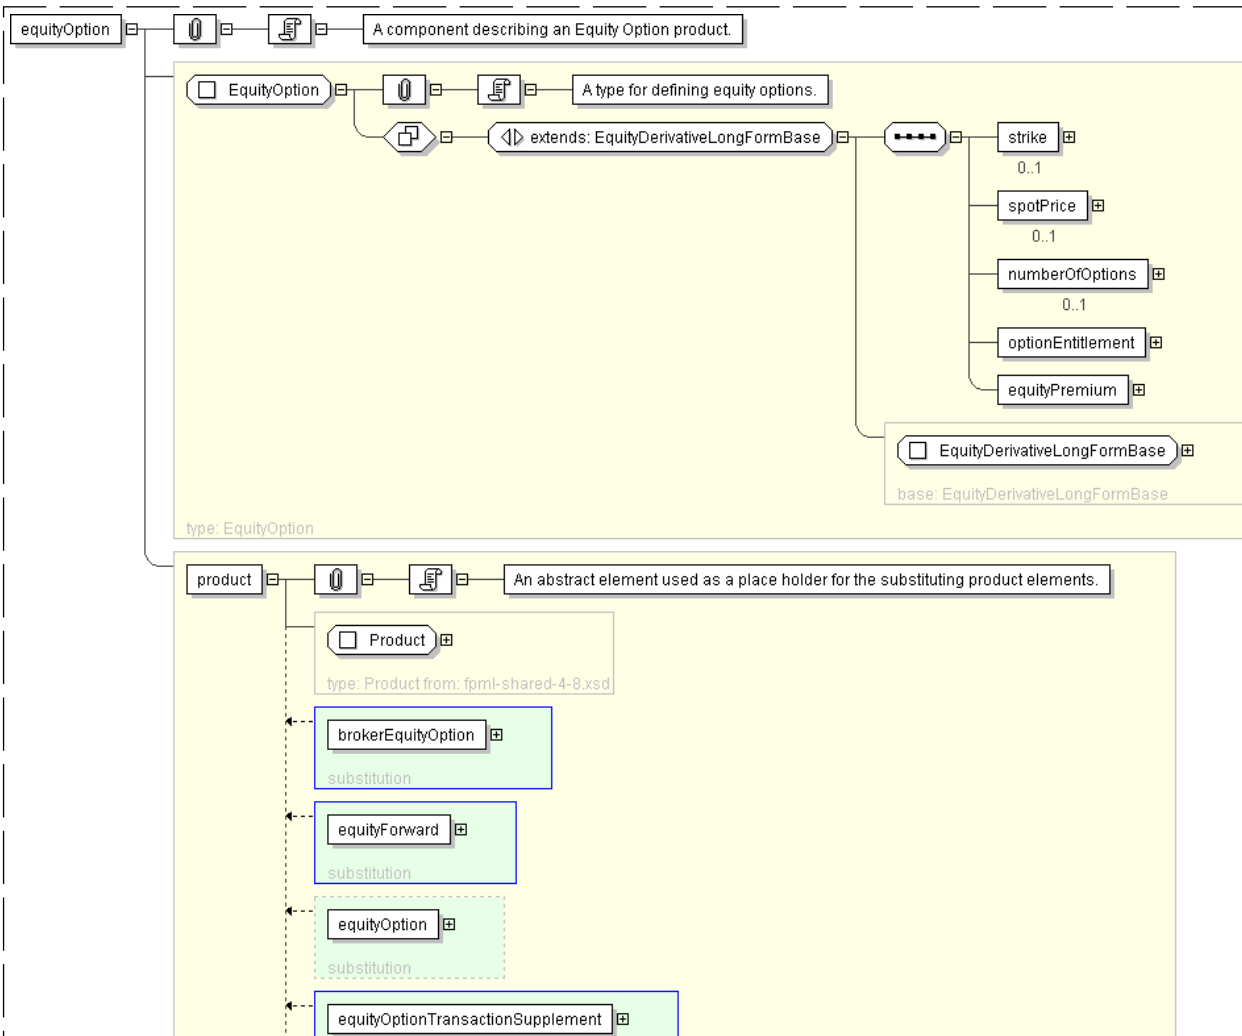 equityOption
A component describing an Equity Option product.
EquityOption
A type for defining equity options.
extends: EquityDerivativeLongFormBase
strike
0..1
spotPrice
0..1
numberOfOptions
0..1
optionEntitlement
equityPremium
EquityDerivativeLongFormBase
base: EquityDerivativeLongFormBase
type: EquityOption
product
An abstract element used as a place holder for the substituting product elements.
Product
type: Product from: fpml-shared-4-8.xsd
brokerEquityOption
substitution
equityForward
substitution
equityOption
substitution
equityOptionTransactionSupplement